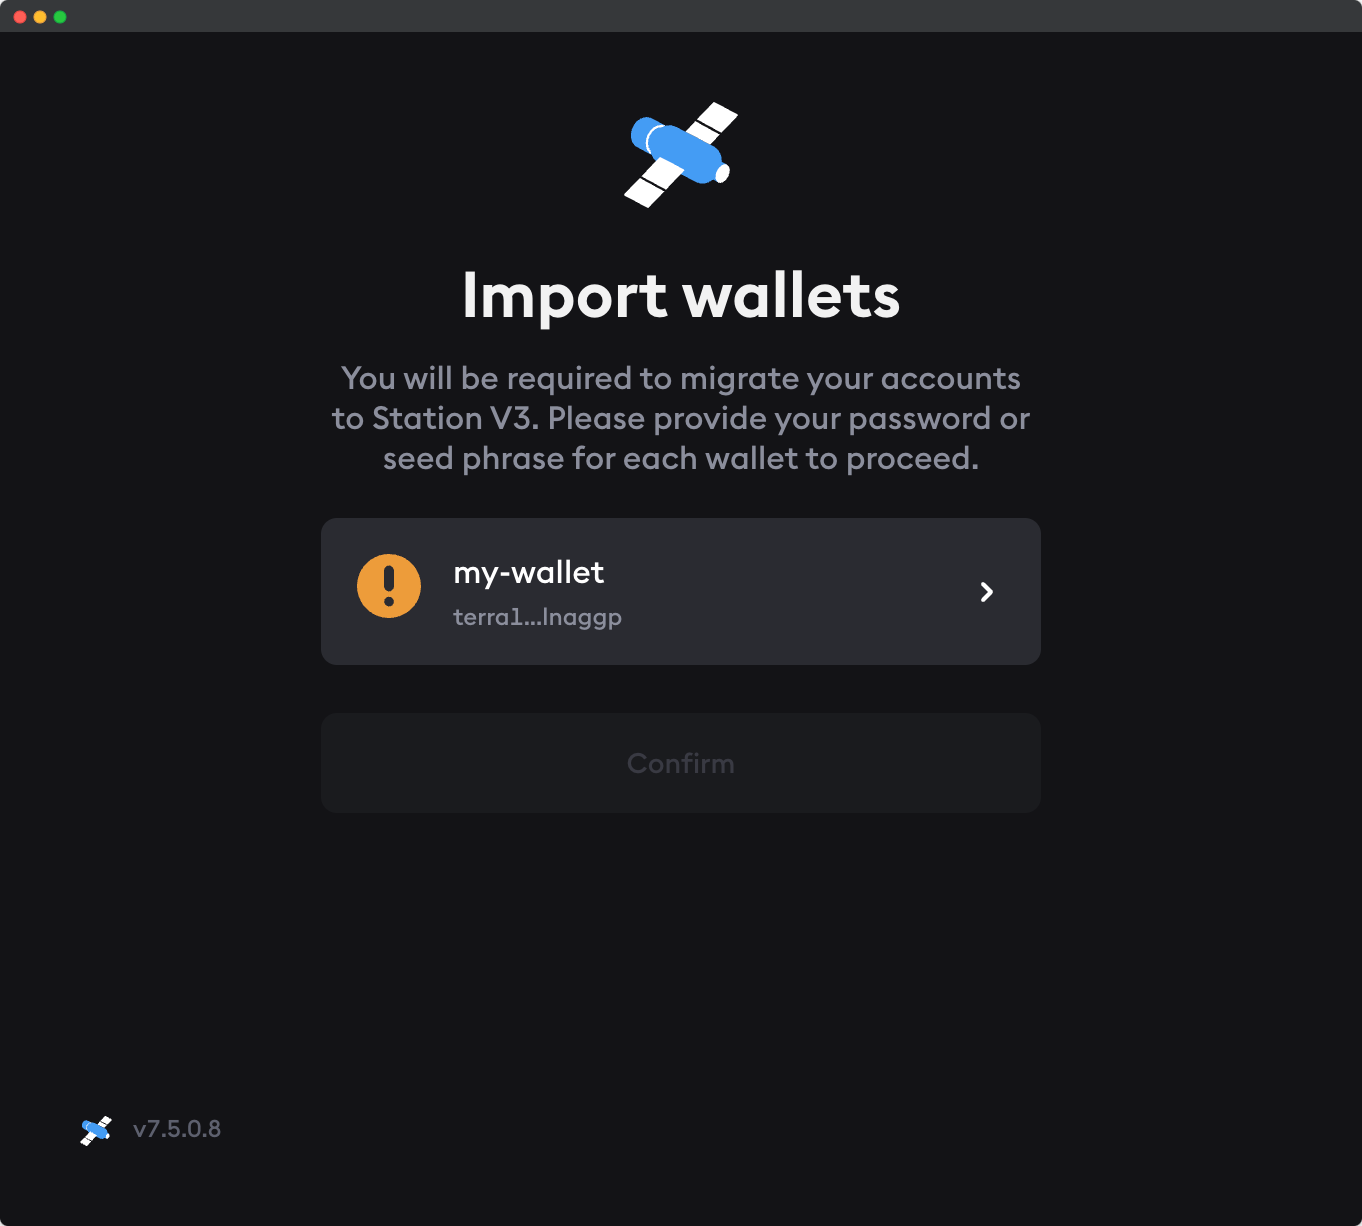 Import wallets
You will be required to migrate your accounts
to Station V3. Please provide your password or
seed phrase for each wallet to proceed.
my-wallet
terra1...lnaggp
Confirm
v7.5.0.8